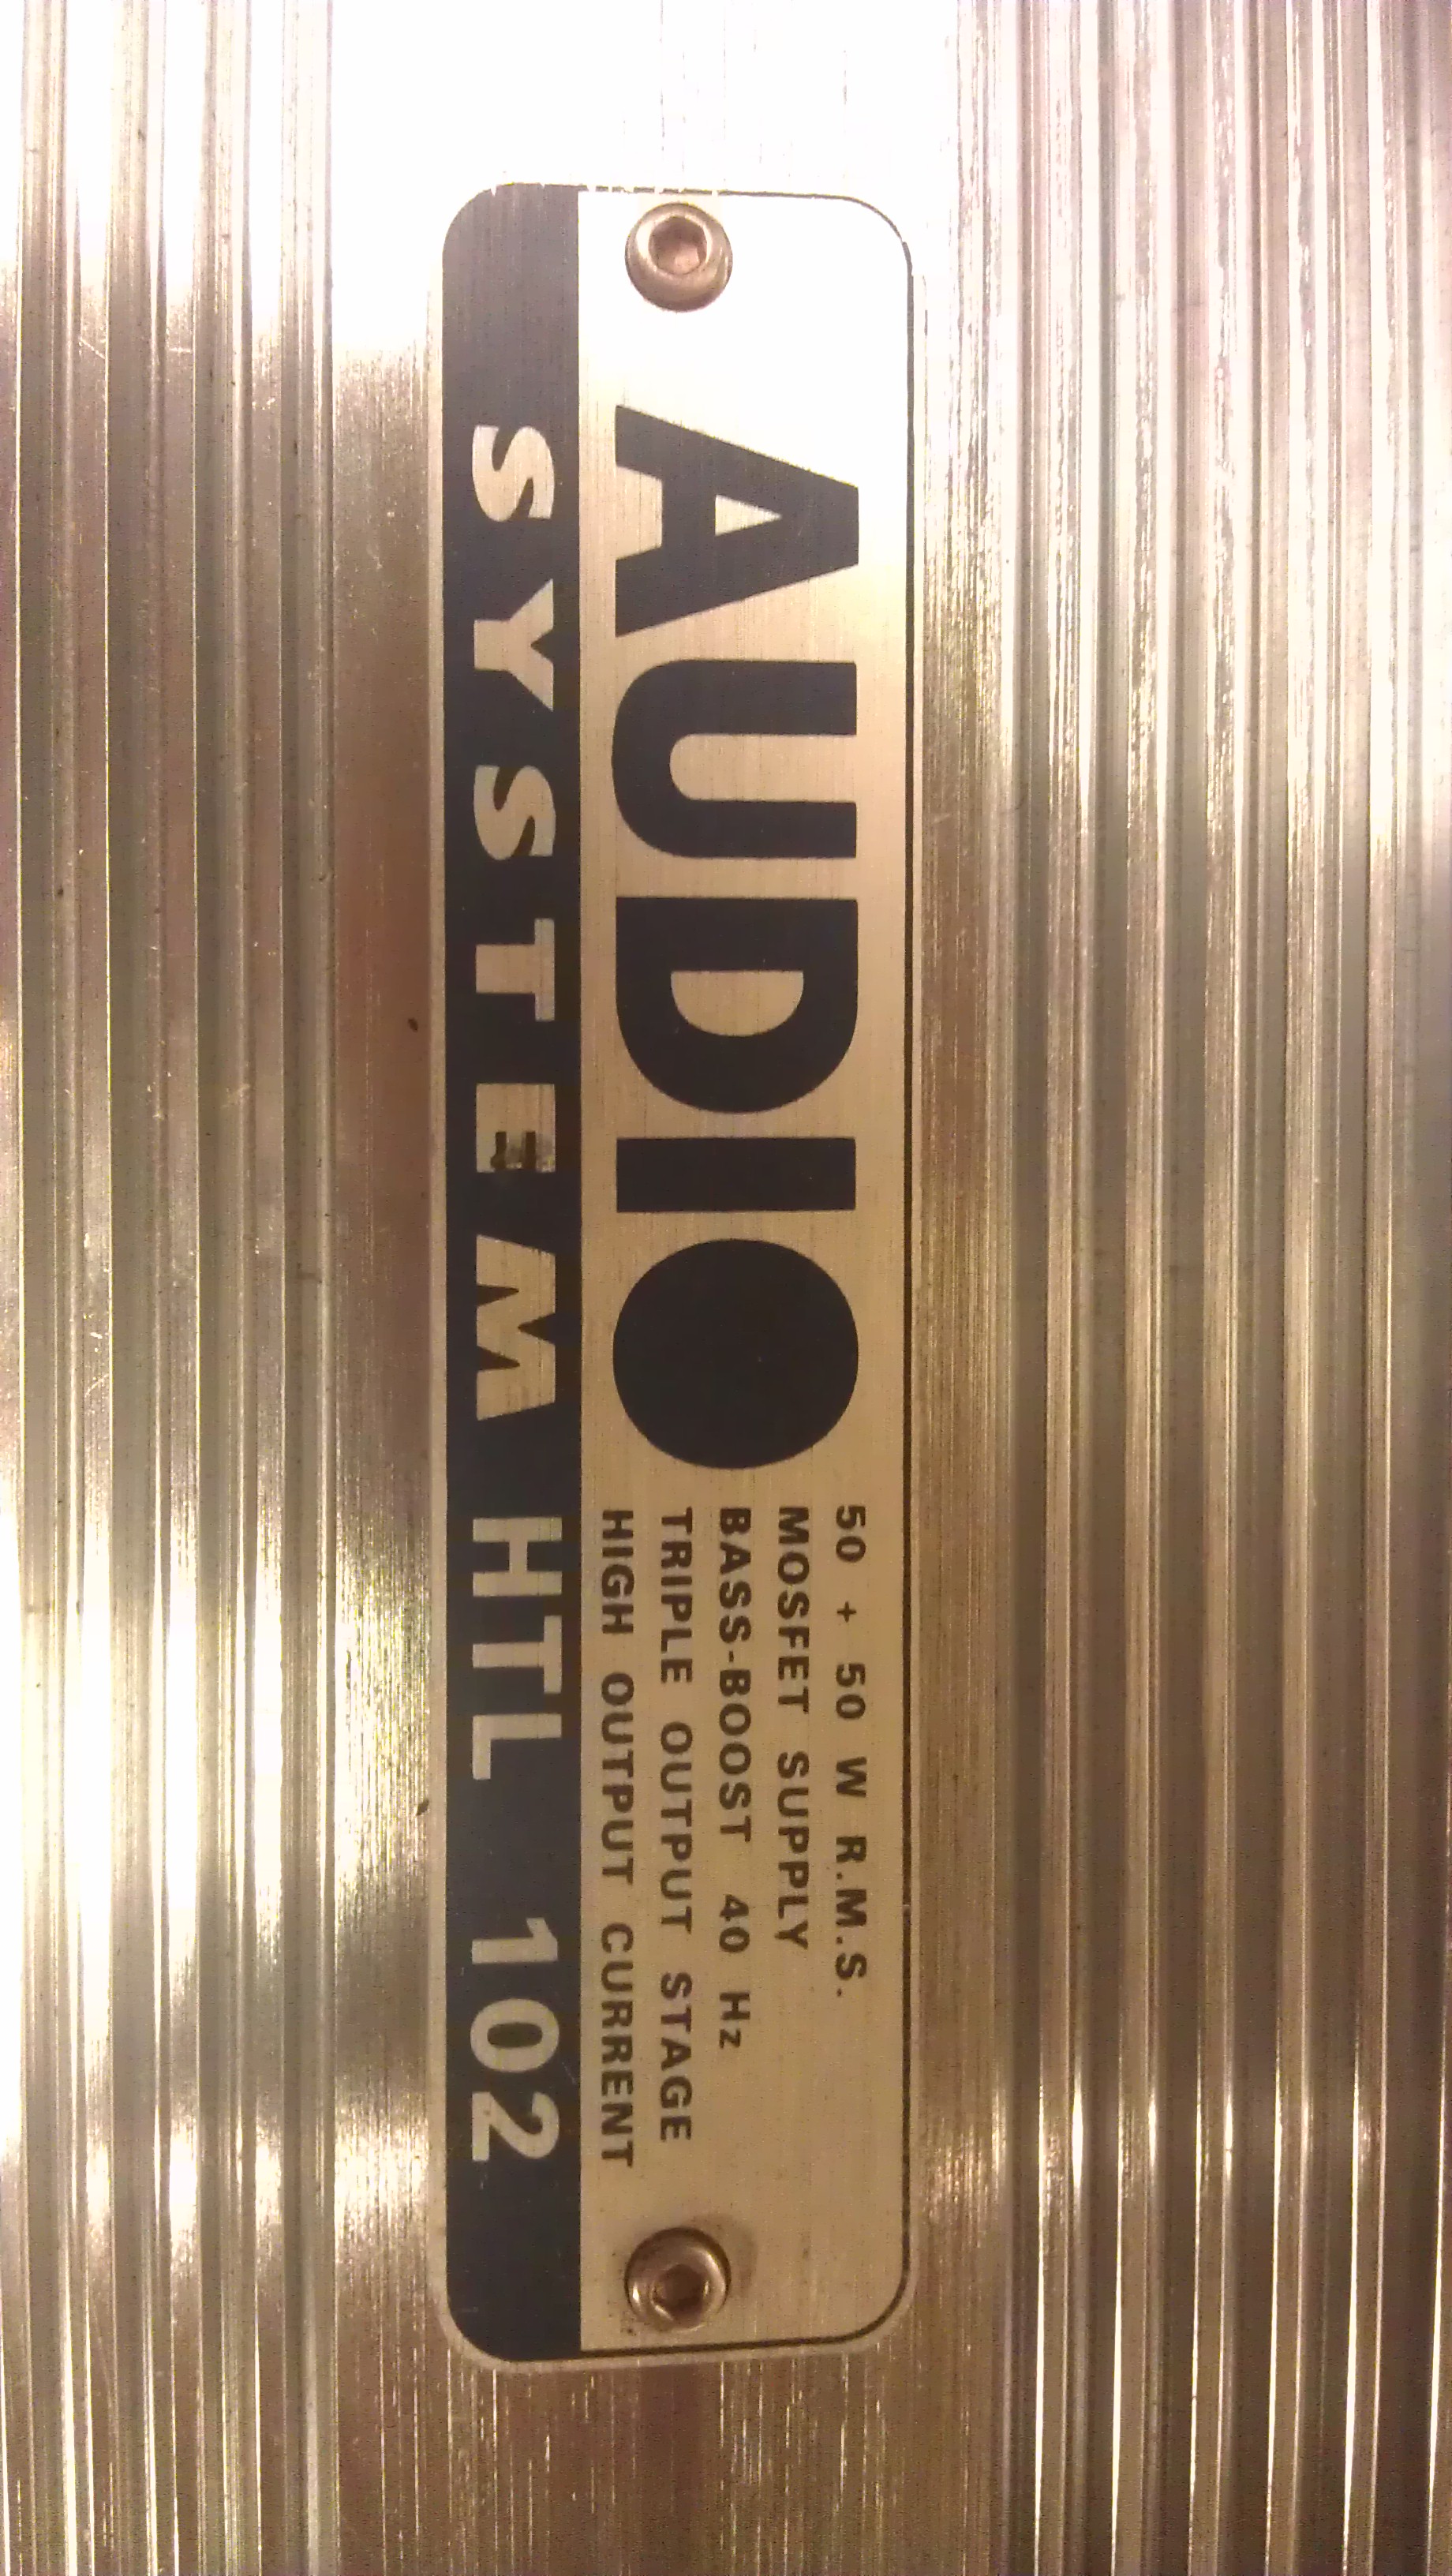 AUDIO
50 + 50 W R.M.S.
MOSFET SUPPLY
BASS-BOOST 40 Hz
TRIPLE OUTPUT STAGE
HIGH OUTPUT CURRENT
SYSTEM HTL 102